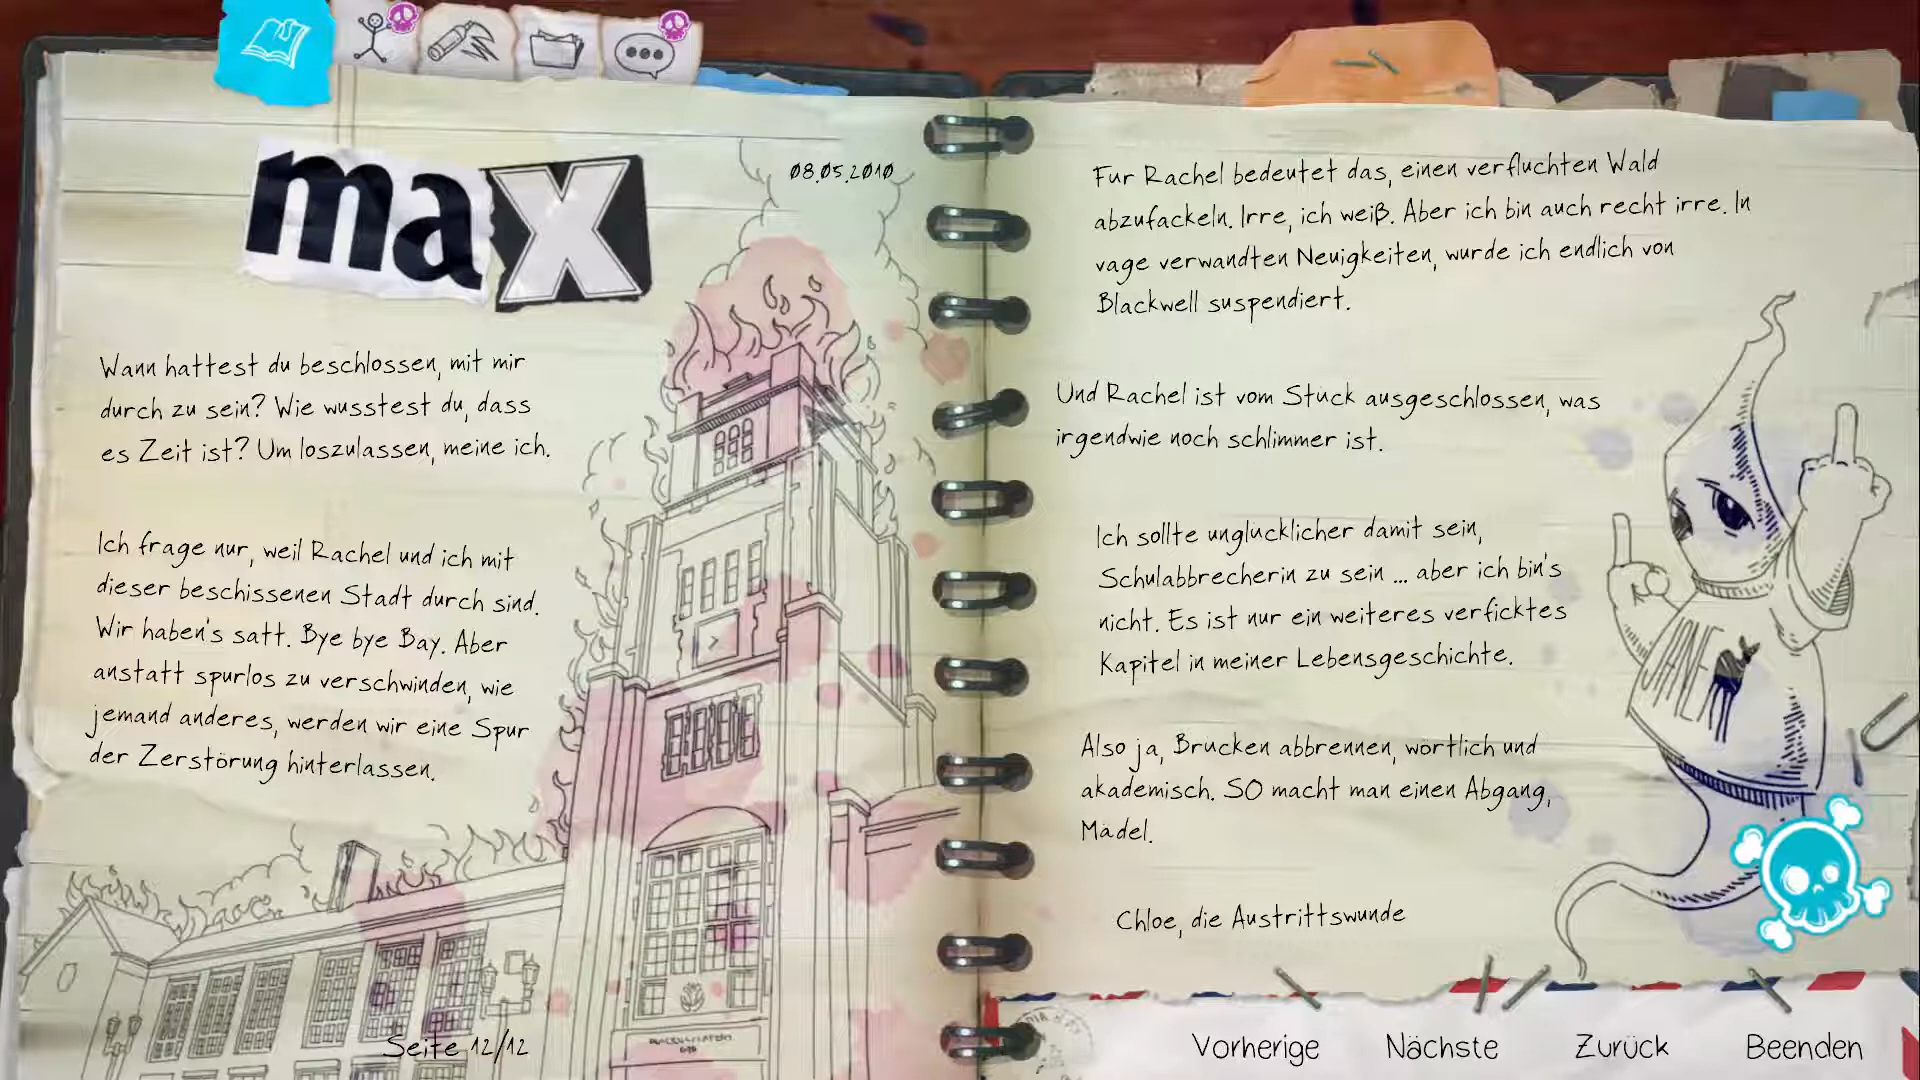 max
08.05.2010
Wann hattest du beschlossen, mit mir
durch zu sein? Wie wusstest du, dass
es Zeit ist? Um loszulassen, meine ich.
Ich frage nur, weil Rachel und ich mit
dieser beschissenen Stadt durch sind.
Wir haben's satt. Bye bye Bay. Aber
anstatt spurlos zu verschwinden, wie
jemand anderes, werden wir eine Spur
der Zerstörung hinterlassen.
Seite 12/12
Fur Rachel bedeutet das, einen verfluchten Wald
abzufackeln. Irre, ich weiß. Aber ich bin auch recht irre. In
vage verwandten Neuigkeiten, wurde ich endlich von
Blackwell suspendiert.
Und Rachel ist vom Stuck ausgeschlossen, was
irgendwie noch schlimmer ist.
Ich sollte unglucklicher damit sein,
Schulabbrecherin zu sein ... aber ich bin's
nicht. Es ist nur ein weiteres verficktes
Kapitel in meiner Lebensgeschichte.
Also ja, Brucken abbrennen, wortlich und
akademisch. SO macht man einen Abgang,
Madel.
Chloe, die Austrittswunde
JANE
Vorherige
Nächste
Zurück
Beenden